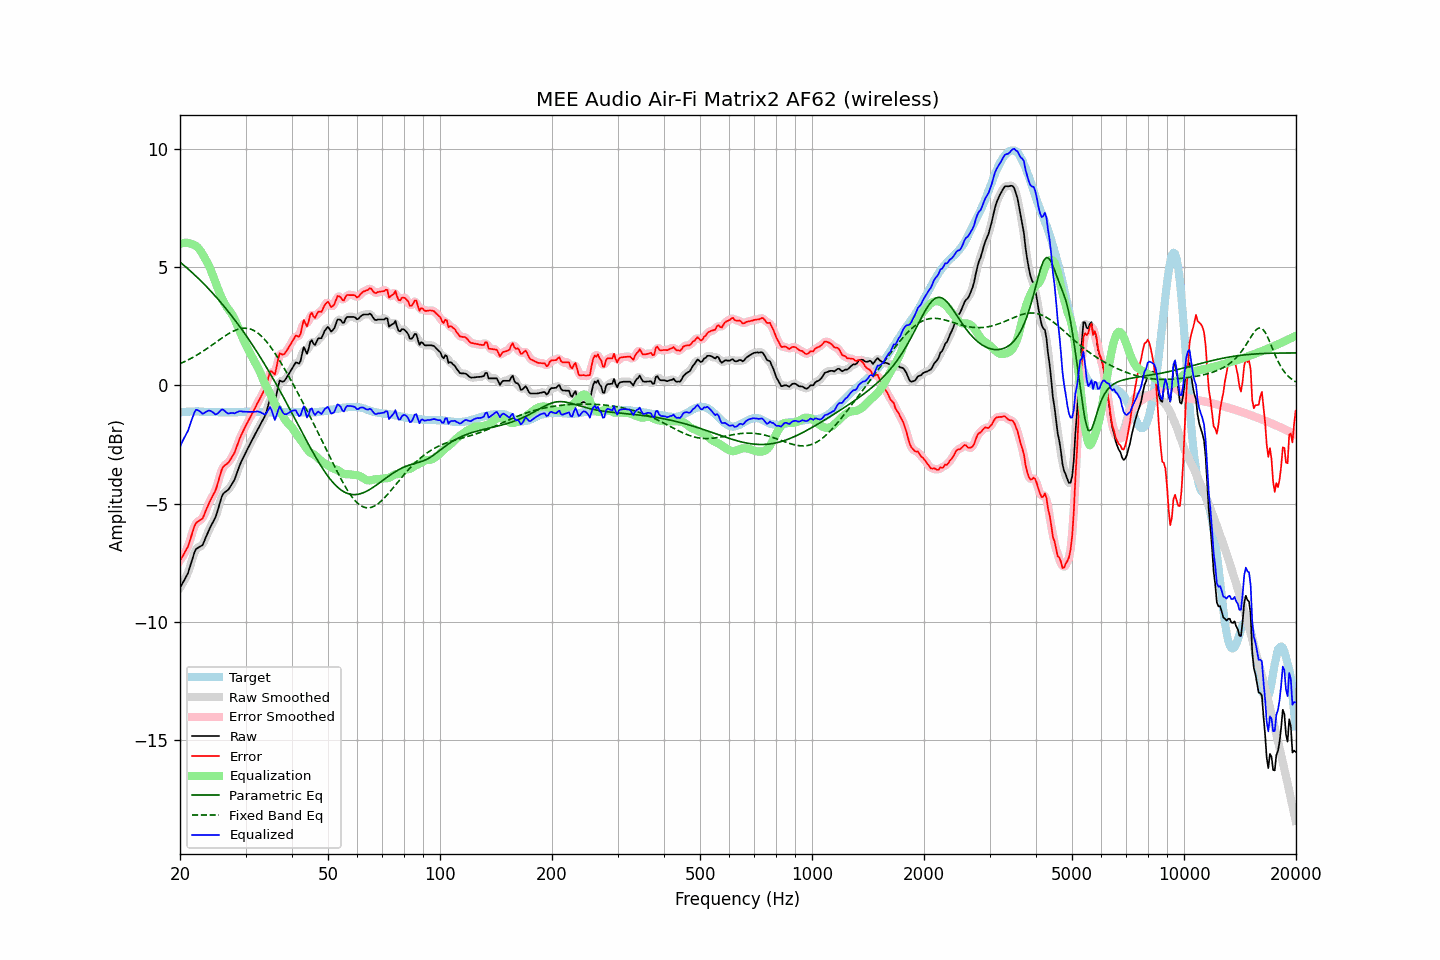 MEE Audio Air-Fi Matrix2 AF62 (wireless)
Amplitude (dBr)
10
5
0
−5
−10
−15
Target
Raw Smoothed
Error Smoothed
Raw
Error
Equalization
Parametric Eq
Fixed Band Eq
Equalized
20 50 100 200 500 1000 2000 5000 10000 20000
Frequency (Hz)